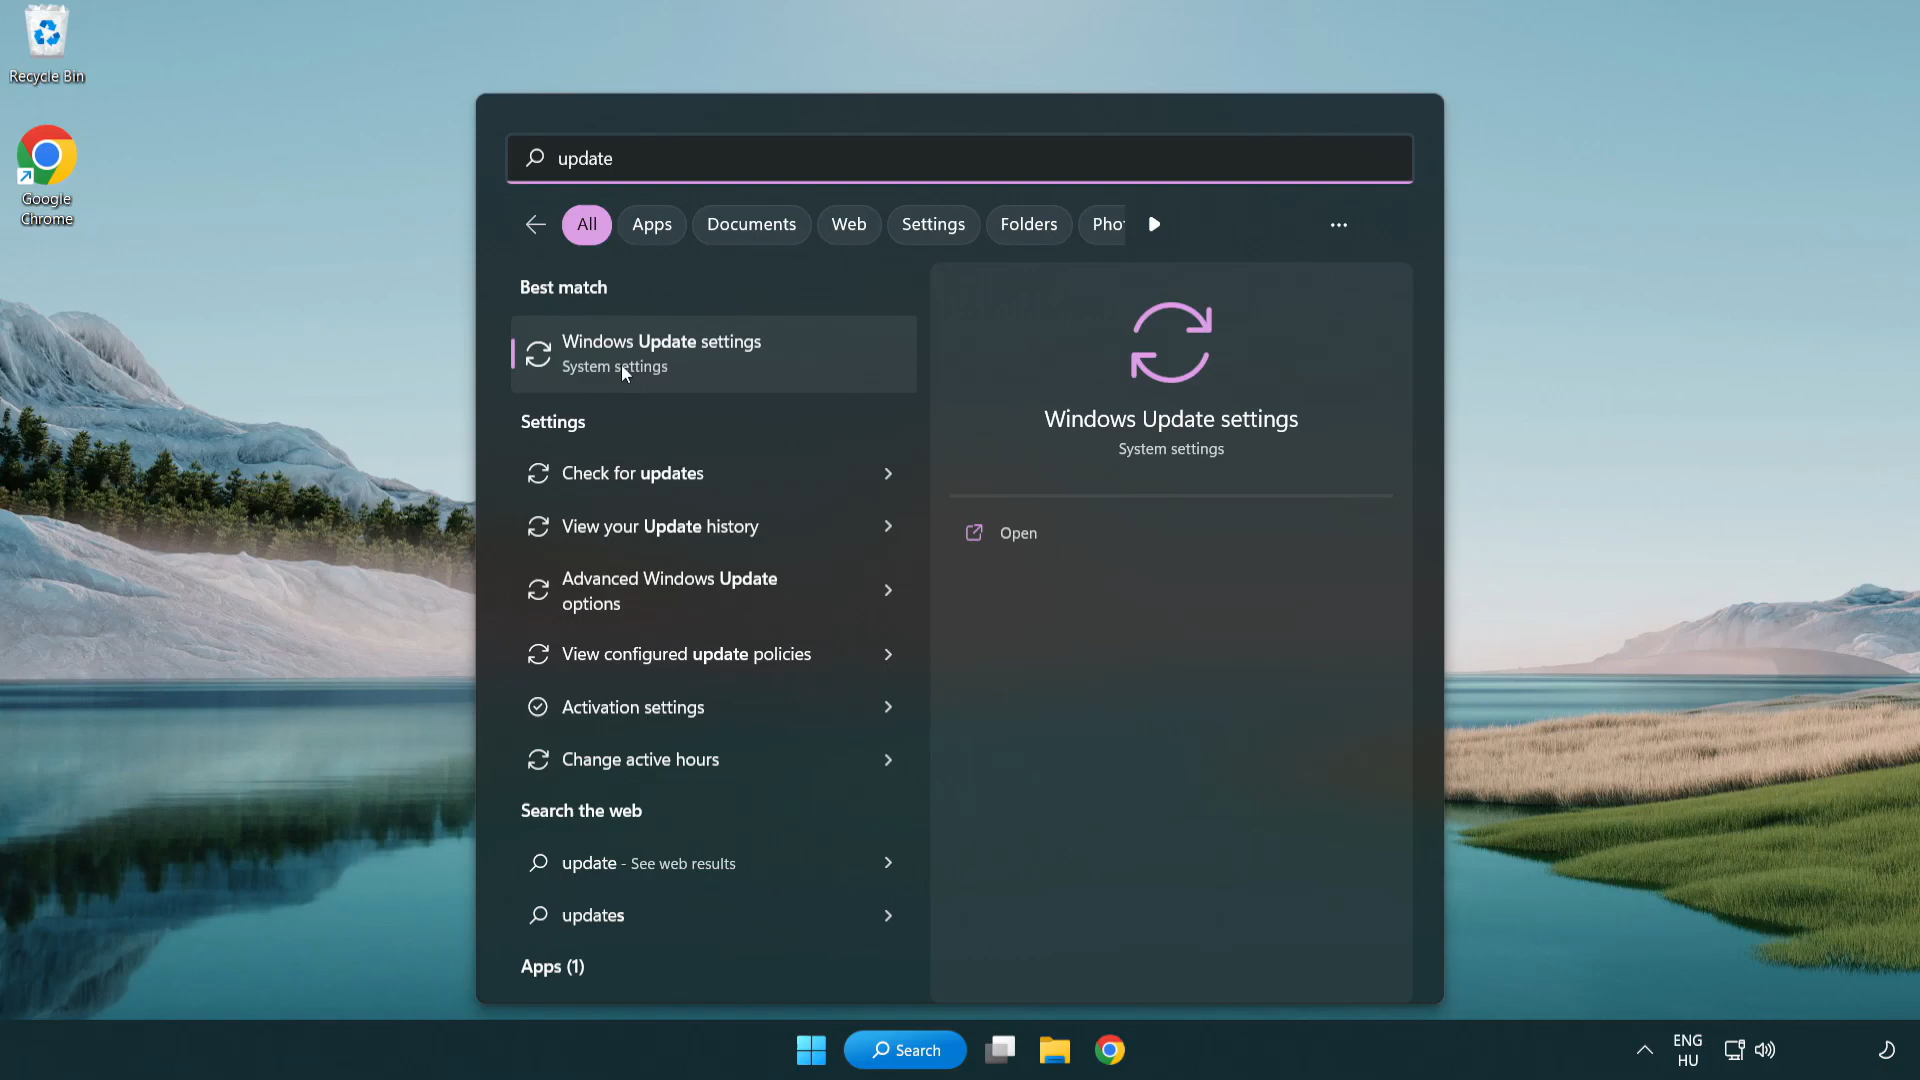 Recycle Bin
Google
Chrome
update
All
Apps
Documents
Web
Settings
Folders
Pho
Best match
Windows Update settings
System settings
Settings
Check for updates
View your Update history
Advanced Windows Update
options
View configured update policies
Activation settings
Change active hours
Search the web
update - See web results
updates
Apps (1)
Windows Update settings
System settings
Open
Search
ENG
HU